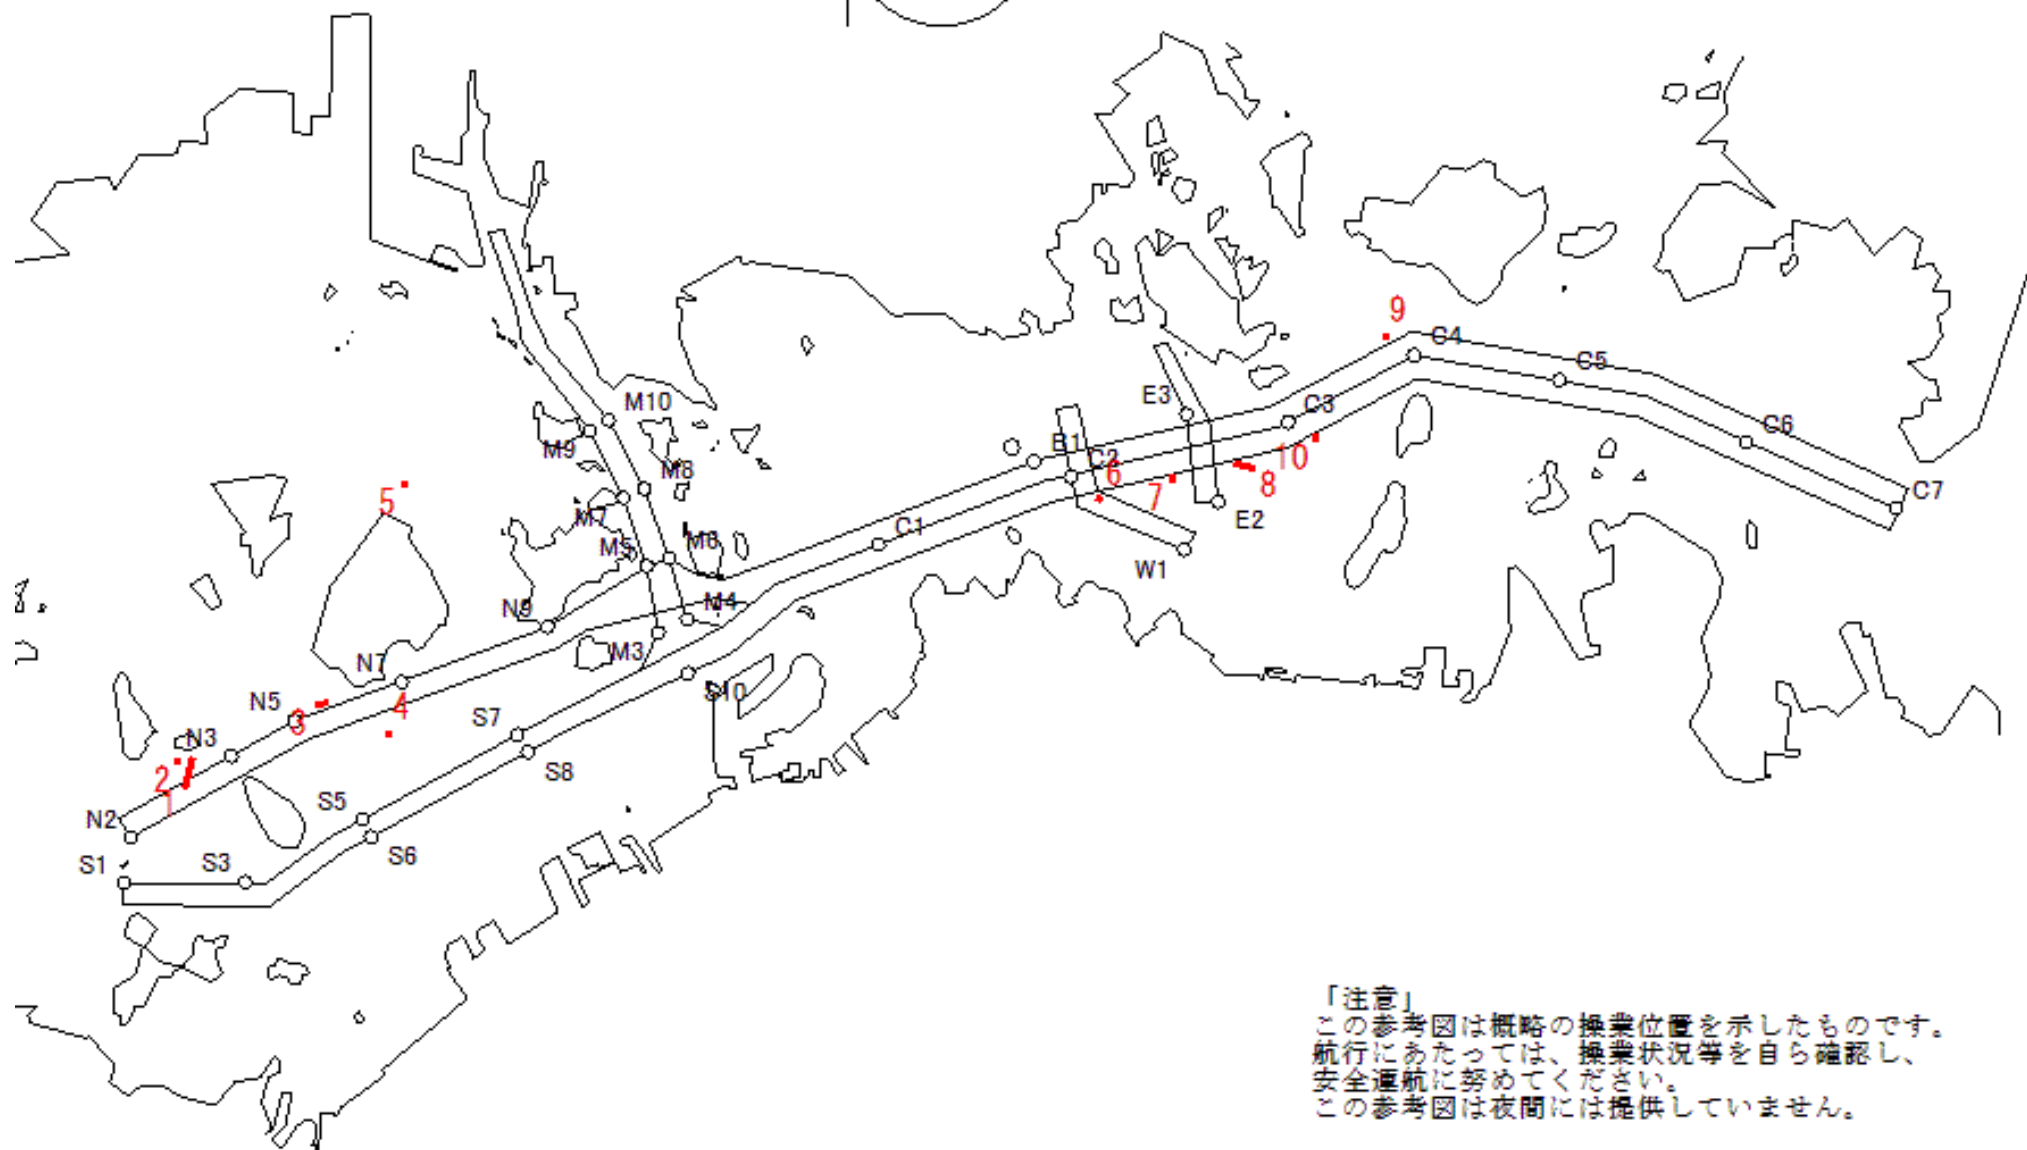 9
C4
C5
M10
E3
C3
C6
M9
B1
10
M8
C2
6
7
8
C7
5
M7
E2
C1
M5
M6
W1
N9
M4
M3
N7
S10
N5
3
4
S7
N3
2
1
S8
S5
N2
S6
S1
S3
「注意」
この参考図は概略の操業位置を示したものです。
航行にあたっては、操業状況等を自ら確認し、
安全運航に努めてください。
この参考図は夜間には提供していません。